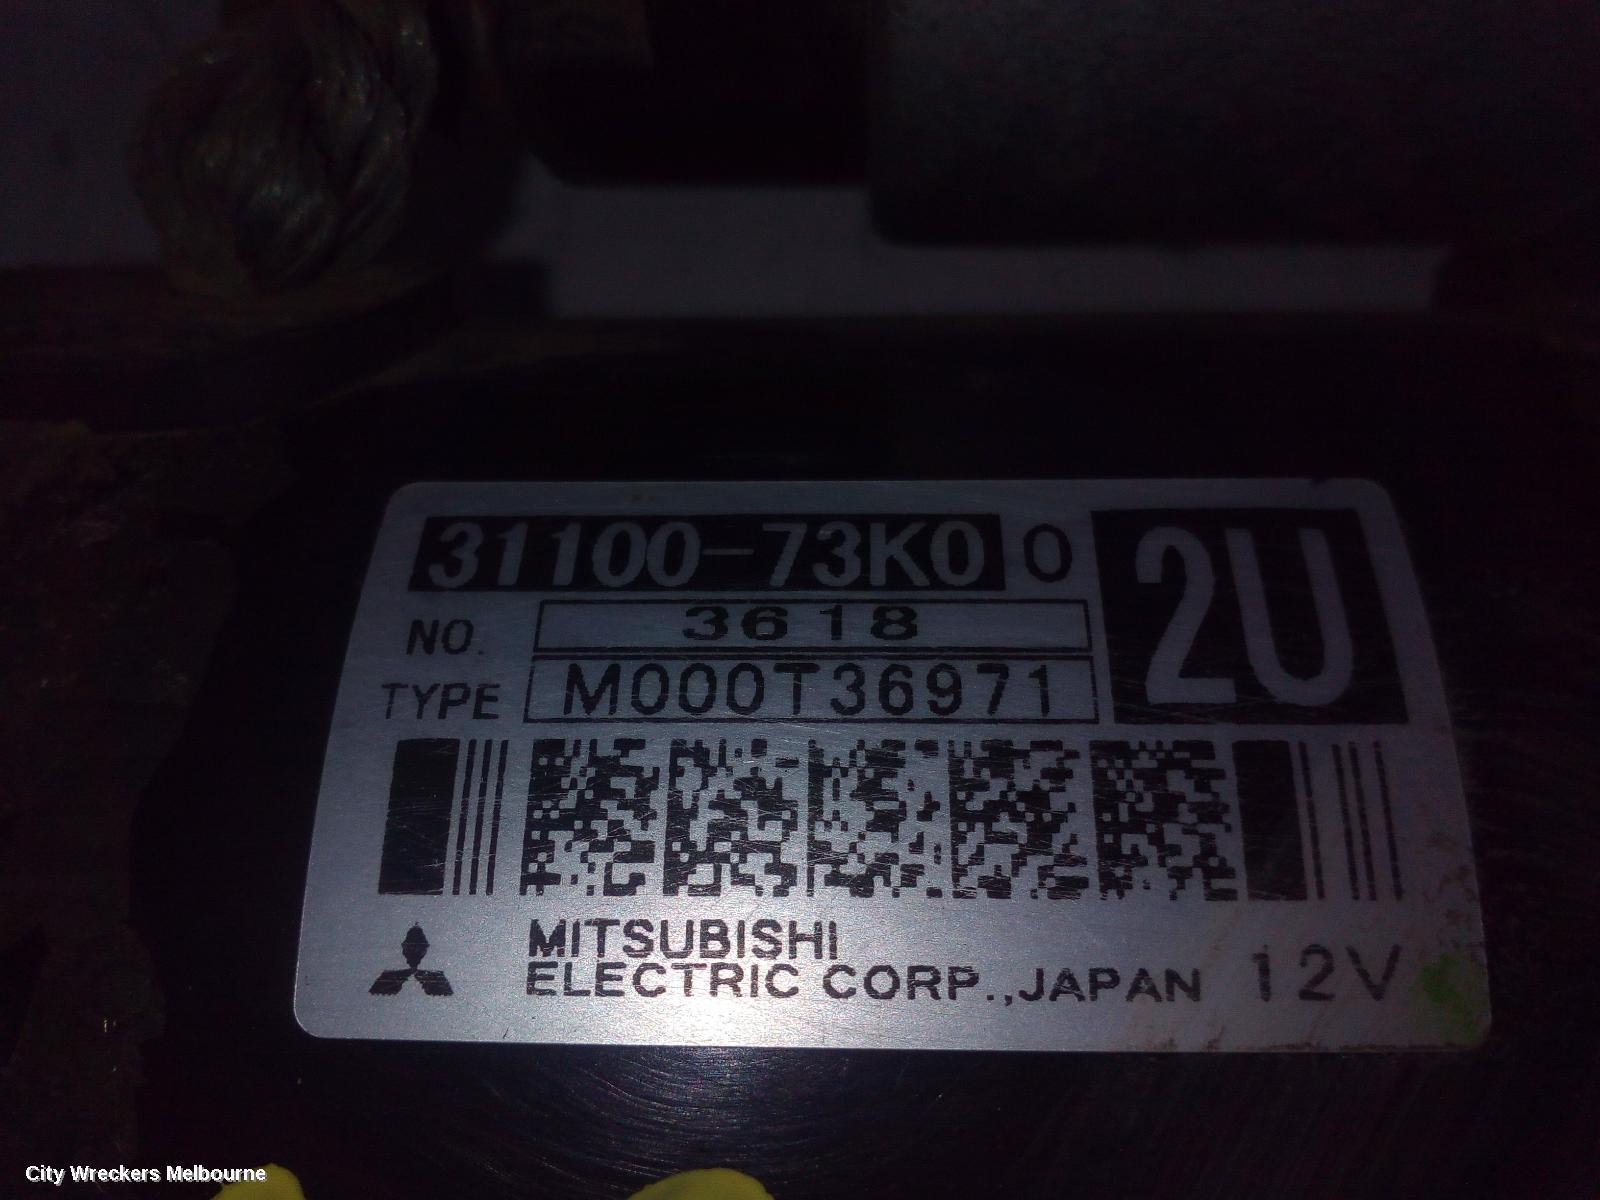 31100-73K0 0
2U
NO. 3618
TYPE M000T36971
MITSUBISHI
ELECTRIC CORP.,JAPAN 12V
City Wreckers Melbourne